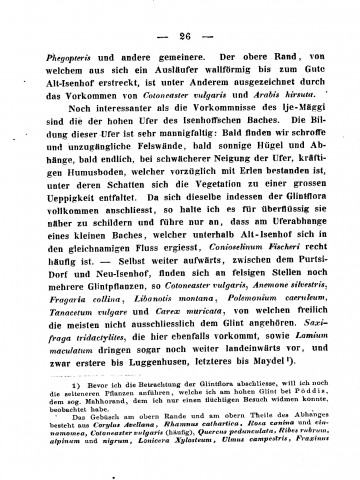 — 26 —
Phegopteris und andere gemeinere. Der obere Rand, von
welchem aus sich ein Ausläufer wallförmig bis zum Gute
Alt-Isenhof erstreckt, ist unter Anderem ausgezeichnet durch
das Vorkommen von Cotoneaster vulgaris und Arabis hirsuta.
Noch interessanter als die Vorkommnisse des Ije-Mäggi
sind die der hohen Ufer des Isenhoffschen Baches. Die Bil-
dung dieser Ufer ist sehr mannigfaltig: Bald finden wir schroffe
und unzugängliche Felswände, bald sonnige Hügel und Ab-
hänge, bald endlich, bei schwächerer Neigung der Ufer, kräfti-
gen Humusboden, welcher vorzüglich mit Erlen bestanden ist,
unter deren Schatten sich die Vegetation zu einer grossen
Ueppigkeit entfaltet. Da sich dieselbe indessen der Glintflora
vollkommen anschliesst, so halte ich es für überflüssig sie
näher zu schildern und führe nur an, dass am Uferabhange
eines kleinen Baches, welcher unterhalb Alt-Isenhof sich in
den gleichnamigen Fluss ergiesst, Conioselinum Fischeri recht
häufig ist. — Selbst weiter aufwärts, zwischen dem Purtsi-
Dorf und Neu-Isenhof, finden sich an felsigen Stellen noch
mehrere Glintpflanzen, so Cotoneaster vulgaris, Anemone silvestris,
Fragaria collina, Libanotis montana, Polemonium caeruleum,
Tanacetum vulgare und Carex muricata, von welchen freilich
die meisten nicht ausschliesslich dem Glint angehören. Saxi-
fraga tridactylites, die hier ebenfalls vorkommt, sowie Lamium
maculatum dringen sogar noch weiter landeinwärts vor, und
zwar erstere bis Luggenhusen, letzteres bis Maydel ¹).
1) Bevor ich die Betrachtung der Glintflora abschliesse, will ich noch
die selteneren Pflanzen anführen, welche ich am hohen Glint bei Pöddis,
dem sog. Mahhorand, dem ich nur einen flüchtigen Besuch widmen konnte,
beobachtet habe.
Das Gebüsch am obern Rande und am obern Theile des Abhanges
besteht aus Corylus Avellana, Rhamnus cathartica, Rosa canina und cin-
namomea, Cotoneaster vulgaris (häufig), Quercus pedunculata, Ribes rubrum,
alpinum und nigrum, Lonicera Xylosteum, Ulmus campestris, Fraxinus